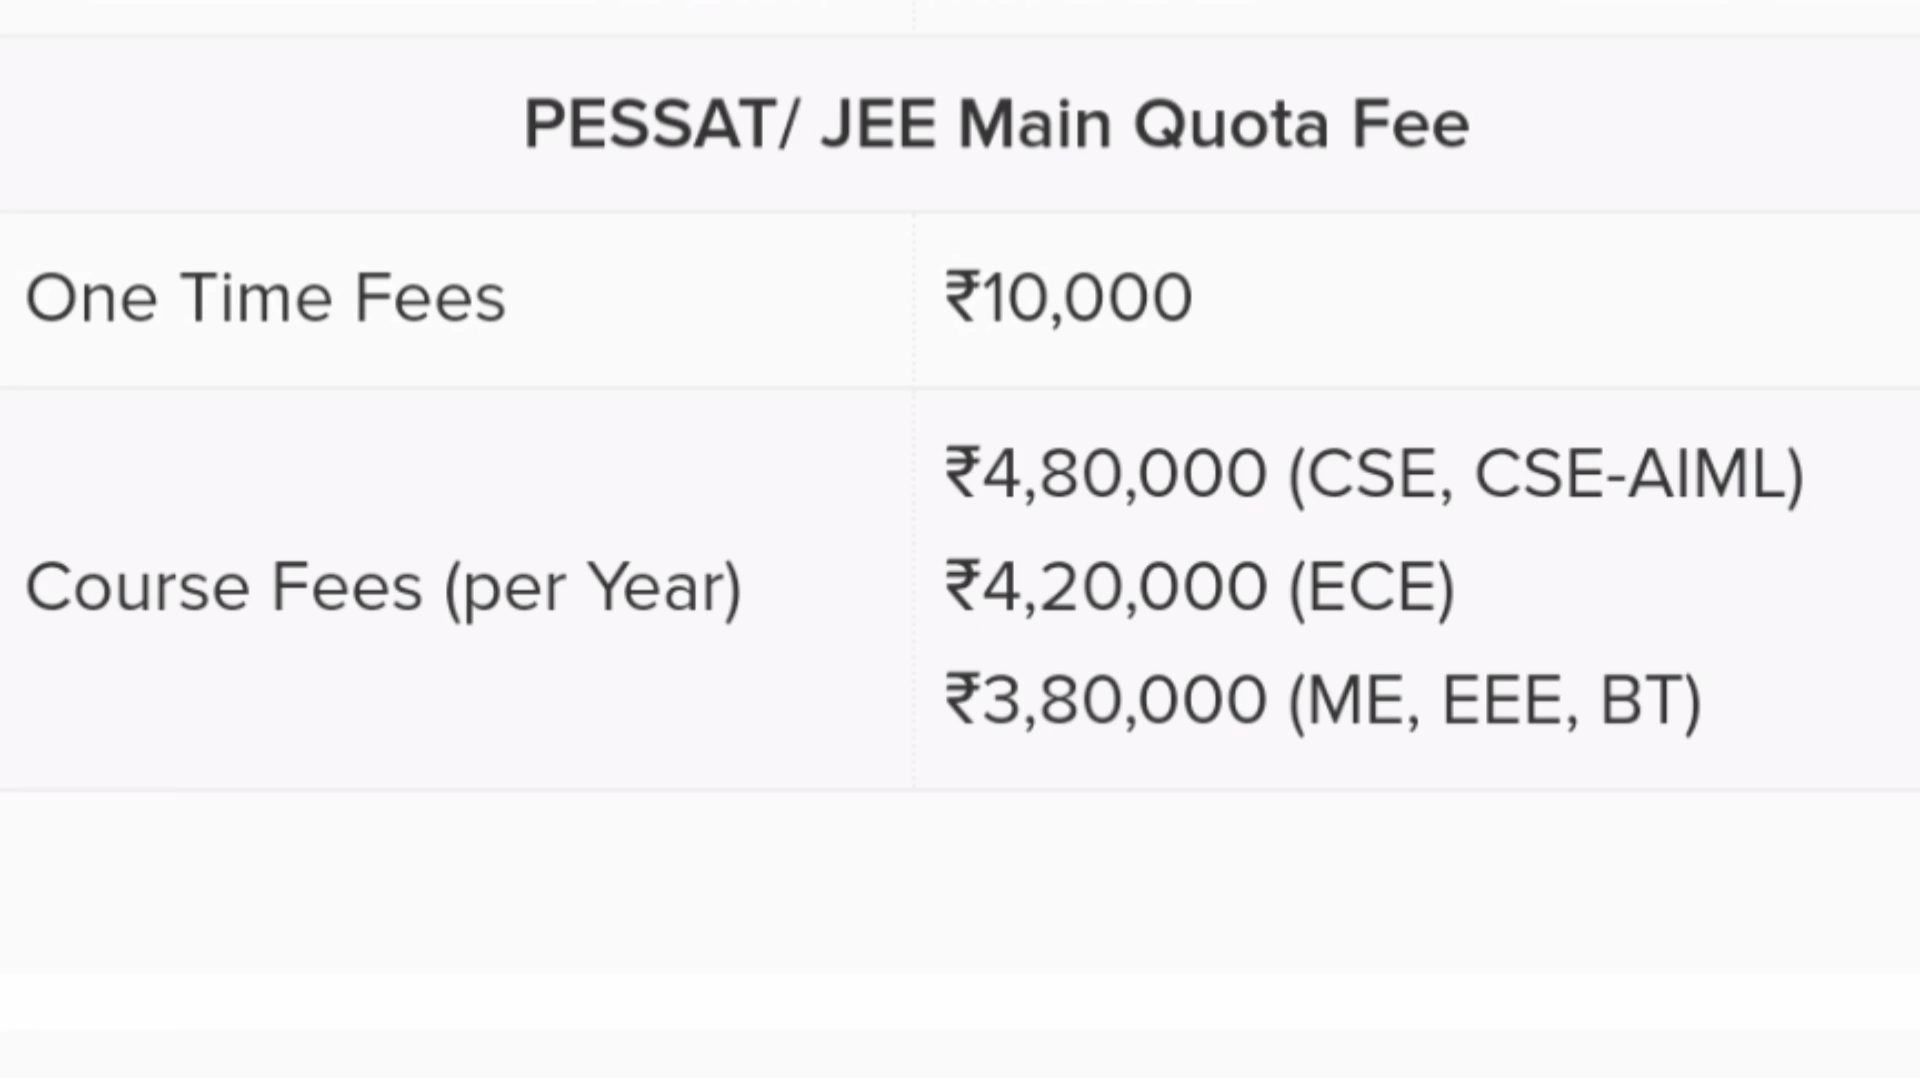 PESSAT/ JEE Main Quota Fee
One Time Fees
₹10,000
Course Fees (per Year)
₹4,80,000 (CSE, CSE-AIML)
₹4,20,000 (ECE)
₹3,80,000 (ME, EEE, BT)